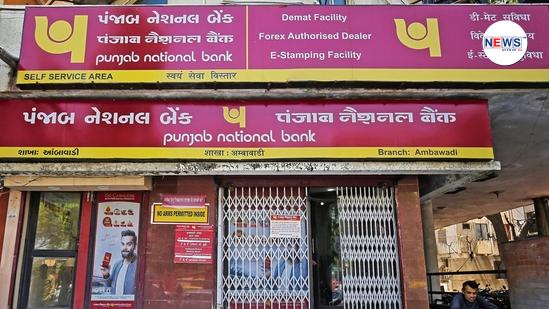 પંજાબ નેશનલ બેંક
पंजाब नैशनल बैंक
punjab national bank
Demat Facility
Forex Authorised Dealer
E-Stamping Facility
डी-मेट सुविधा
NEWS
SELF SERVICE AREA
स्वयं सेवा विस्तार
પંજાબ નેશનલ બેંક
पंजाब नैशनल बैंक
punjab national bank
શાખાઃ આંબાવાડી
शाखा : अम्बावाडी
Branch: Ambawadi
NO ARMS PERMITTED INSIDE